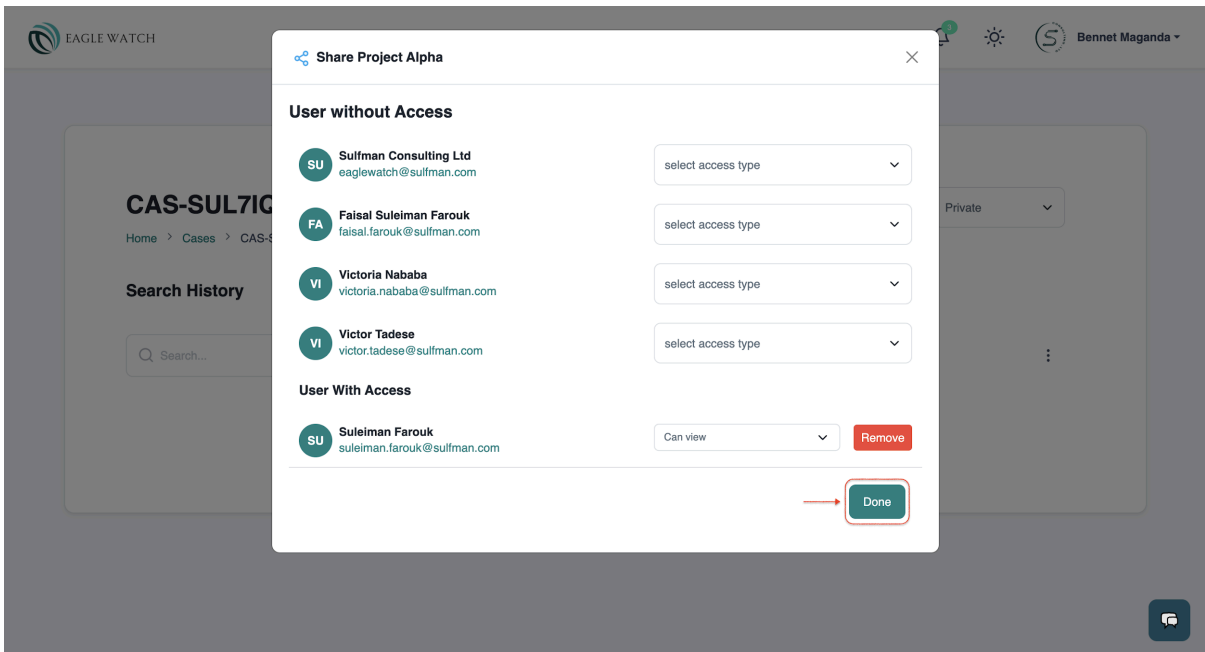 EAGLE WATCH
3
Bennet Maganda
Share Project Alpha
User without Access
SU
Sulfman Consulting Ltd
eaglewatch@sulfman.com
select access type
FA
Faisal Suleiman Farouk
faisal.farouk@sulfman.com
select access type
VI
Victoria Nababa
victoria.nababa@sulfman.com
select access type
VI
Victor Tadese
victor.tadese@sulfman.com
select access type
User With Access
SU
Suleiman Farouk
suleiman.farouk@sulfman.com
Can view
Remove
Done
CAS-SUL7IQ
Private
Home > Cases > CAS-S
Search History
Search...